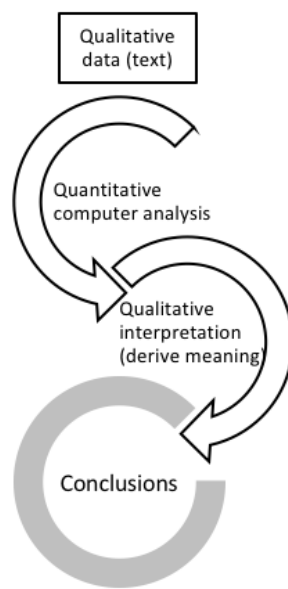 Qualitative
data (text)
Quantitative
computer analysis
Qualitative
interpretation
(derive meaning)
Conclusions